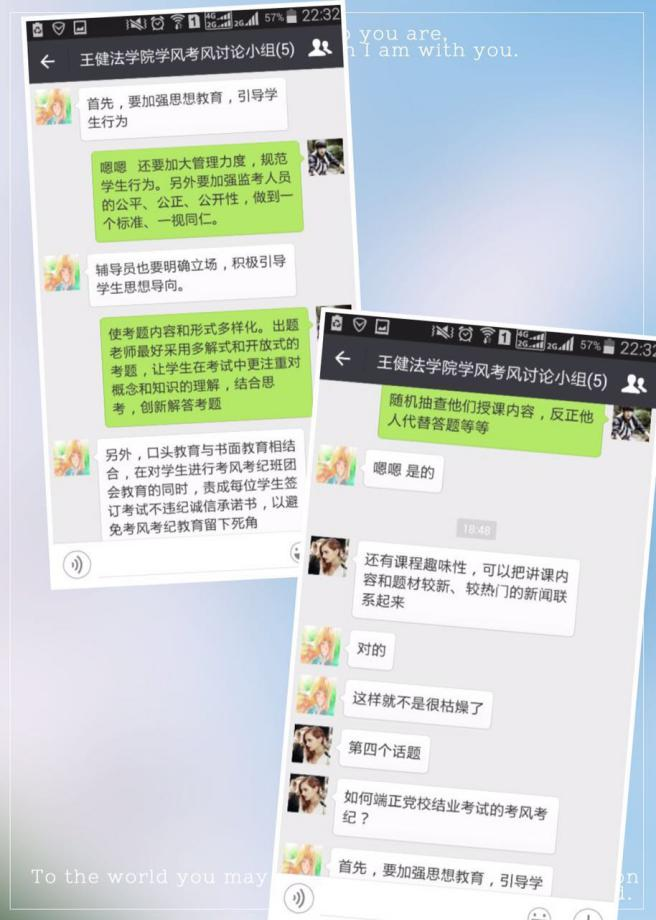 o you are,
n I am with you.
4G 2G 2G 57% 22:32
王健法学院学风考风讨论小组(5)
首先，要加强思想教育，引导学
生行为
嗯嗯 还要加大管理力度，规范
学生行为。另外要加强监考人员
的公平、公正、公开性，做到一
个标准、一视同仁。
辅导员也要明确立场，积极引导
学生思想导向。
使考题内容和形式多样化。出题
老师最好采用多解式和开放式的
考题，让学生在考试中更注重对
概念和知识的理解，结合思
考，创新解答考题
另外，口头教育与书面教育相结
合，在对学生进行考风考纪班团
会教育的同时，责成每位学生签
订考试不违纪诚信承诺书，以避
免考风考纪教育留下死角
1 4G 2G 2G 57% 22:32
王健法学院学风考风讨论小组(5)
随机抽查他们授课内容，反正他
人代替答题等等
嗯嗯 是的
18:48
还有课程趣味性，可以把讲课内
容和题材较新、较热门的新闻联
系起来
对的
这样就不是很枯燥了
第四个话题
如何端正党校结业考试的考风考
纪？
首先，要加强思想教育，引导学
To the world you may
on
d.